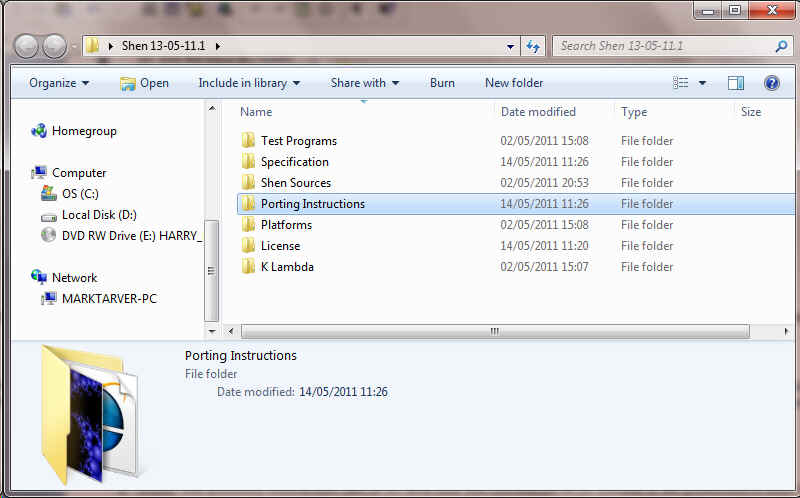 Shen 13-05-11.1
Search Shen 13-05-11.1
Organize Open Include in library Share with Burn New folder
Name Date modified Type Size
Homegroup
Computer
OS (C:)
Local Disk (D:)
DVD RW Drive (E:) HARRY_
Network
MARKTARVER-PC
Test Programs 02/05/2011 15:08 File folder
Specification 14/05/2011 11:26 File folder
Shen Sources 02/05/2011 20:53 File folder
Porting Instructions 14/05/2011 11:26 File folder
Platforms 02/05/2011 15:08 File folder
License 14/05/2011 11:20 File folder
K Lambda 02/05/2011 15:07 File folder
Porting Instructions
File folder
Date modified: 14/05/2011 11:26